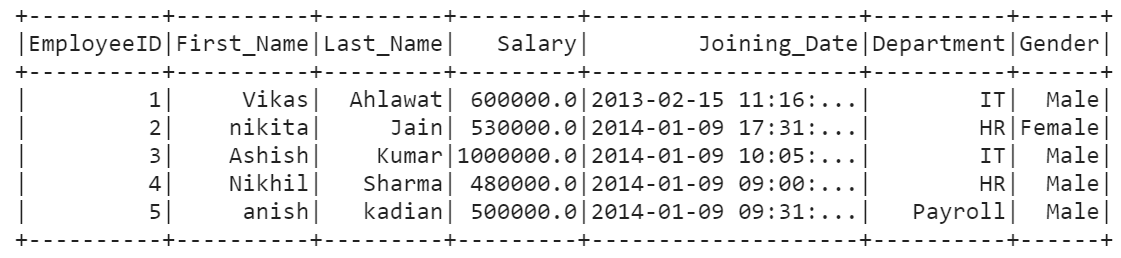 +----------+----------+---------+---------+--------------------+----------+------+
|EmployeeID|First_Name|Last_Name|   Salary|        Joining_Date|Department|Gender|
+----------+----------+---------+---------+--------------------+----------+------+
|         1|     Vikas|  Ahlawat| 600000.0|2013-02-15 11:16:...|        IT|  Male|
|         2|    nikita|     Jain| 530000.0|2014-01-09 17:31:...|        HR|Female|
|         3|    Ashish|    Kumar|1000000.0|2014-01-09 10:05:...|        IT|  Male|
|         4|    Nikhil|   Sharma| 480000.0|2014-01-09 09:00:...|        HR|  Male|
|         5|     anish|   kadian| 500000.0|2014-01-09 09:31:...|   Payroll|  Male|
+----------+----------+---------+---------+--------------------+----------+------+